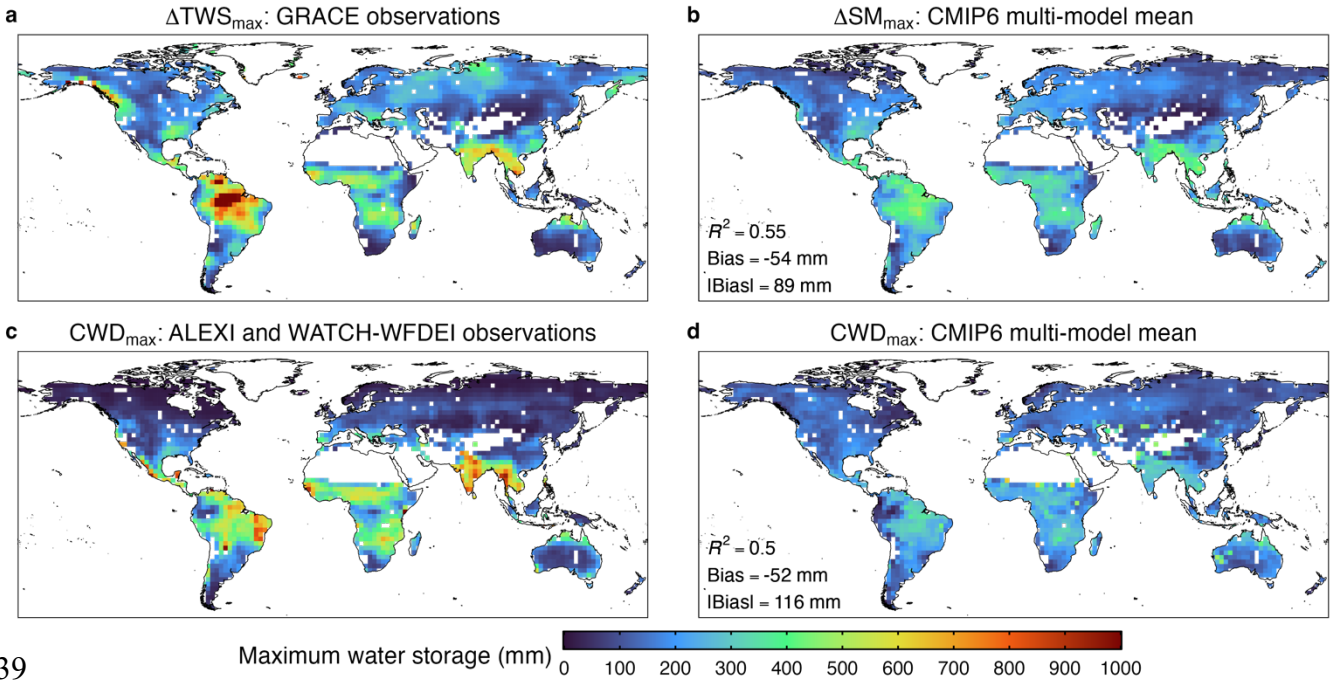 a ΔTWSmax: GRACE observations
b ΔSMmax: CMIP6 multi-model mean
R² = 0.55
Bias = -54 mm
|Bias| = 89 mm
c CWDmax: ALEXI and WATCH-WFDEI observations
d CWDmax: CMIP6 multi-model mean
R² = 0.5
Bias = -52 mm
|Bias| = 116 mm
39
Maximum water storage (mm)
0 100 200 300 400 500 600 700 800 900 1000